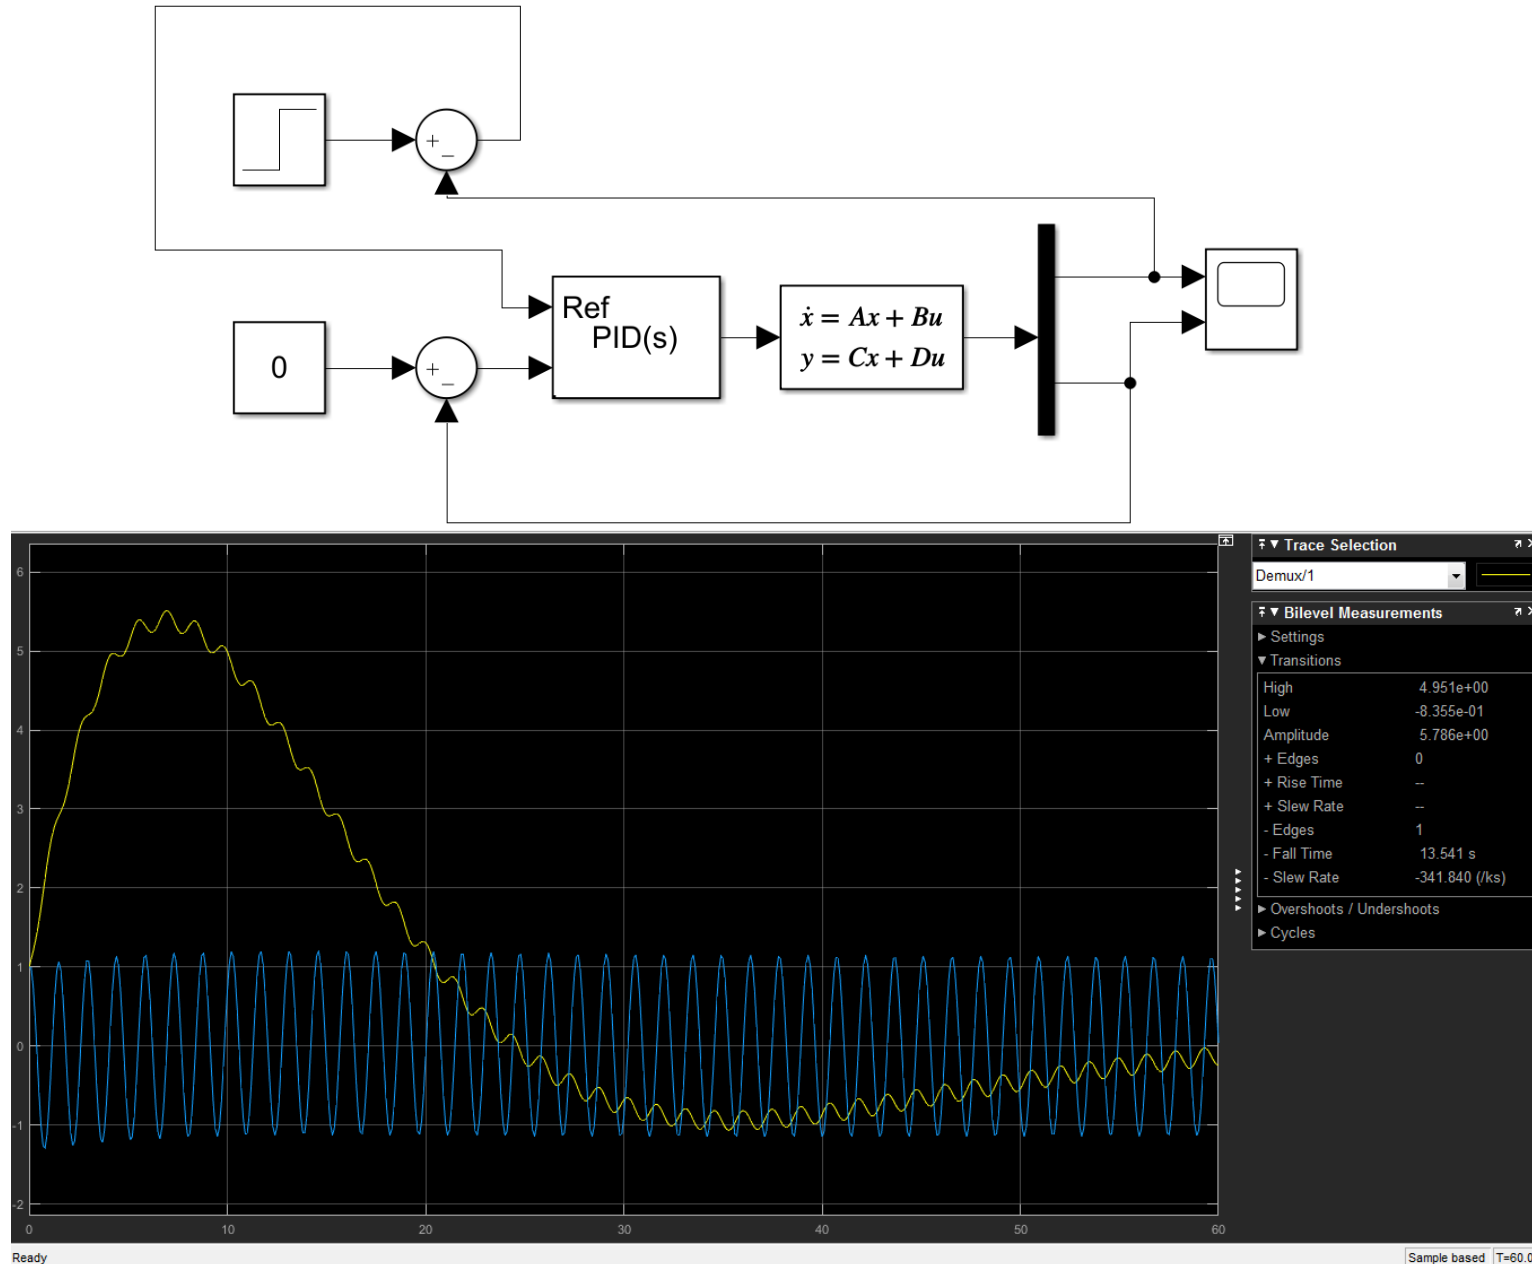 +
−
Ref
PID(s)
ẋ = Ax + Bu
y = Cx + Du
0
+
−
Trace Selection
Demux/1
Bilevel Measurements
Settings
Transitions
High 4.951e+00
Low -8.355e-01
Amplitude 5.786e+00
+ Edges 0
+ Rise Time --
+ Slew Rate --
- Edges 1
- Fall Time 13.541 s
- Slew Rate -341.840 (/ks)
Overshoots / Undershoots
Cycles
6
5
4
3
2
1
0
-1
-2
0 10 20 30 40 50 60
Ready
Sample based T=60.0